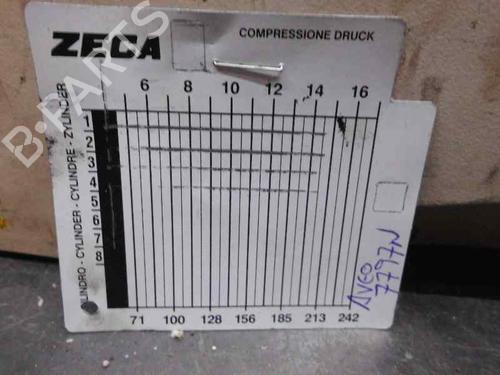 ZECA
COMPRESSIONE DRUCK
6 8 10 12 14 16
CILINDRO - CYLINDER - CYLINDRE - ZYLINDER
1
2
3
4
5
6
7
8
71 100 128 156 185 213 242
AVEO
7797N
B-PARTS